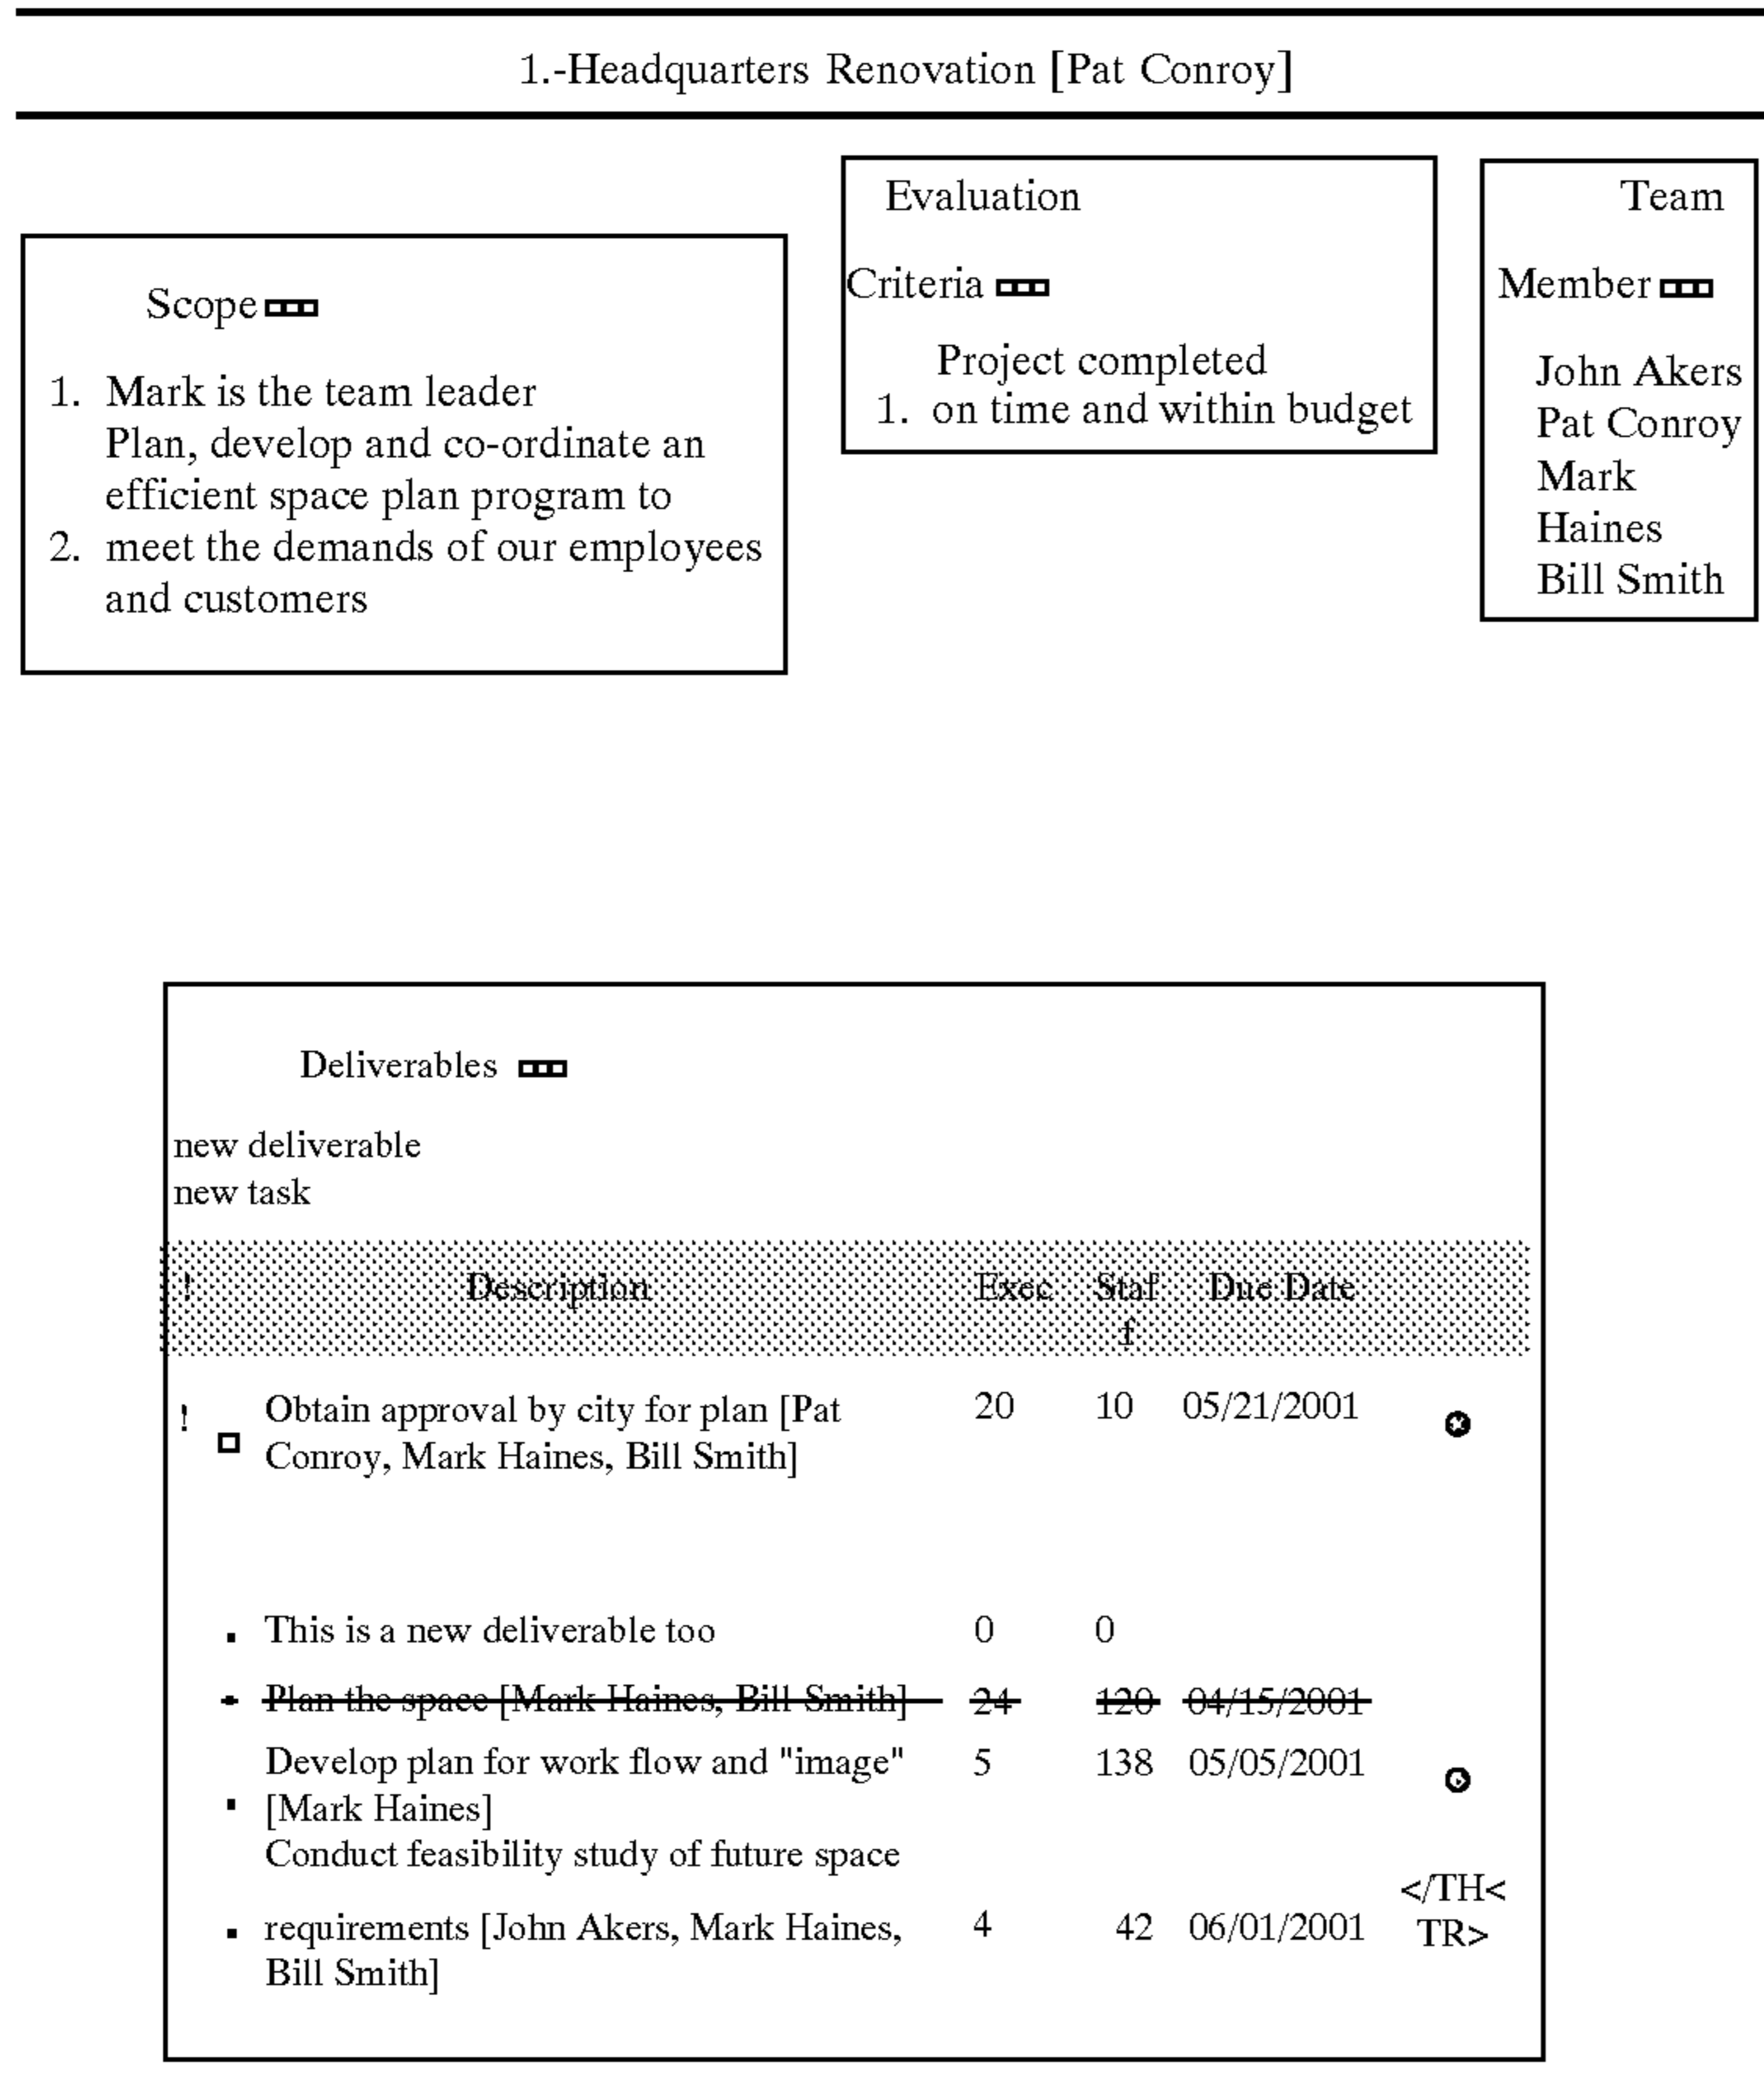 1.-Headquarters Renovation [Pat Conroy]
Scope
1. Mark is the team leader
Plan, develop and co-ordinate an
efficient space plan program to
2. meet the demands of our employees
and customers
Evaluation
Criteria
Project completed
1. on time and within budget
Team
Member
John Akers
Pat Conroy
Mark
Haines
Bill Smith
Deliverables
new deliverable
new task
! Description Exec Staf Due Date
f
! Obtain approval by city for plan [Pat 20 10 05/21/2001
Conroy, Mark Haines, Bill Smith]
This is a new deliverable too 0 0
Plan the space [Mark Haines, Bill Smith] 24 120 04/15/2001
Develop plan for work flow and "image" 5 138 05/05/2001
[Mark Haines]
Conduct feasibility study of future space
</TH<
requirements [John Akers, Mark Haines, 4 42 06/01/2001 TR>
Bill Smith]